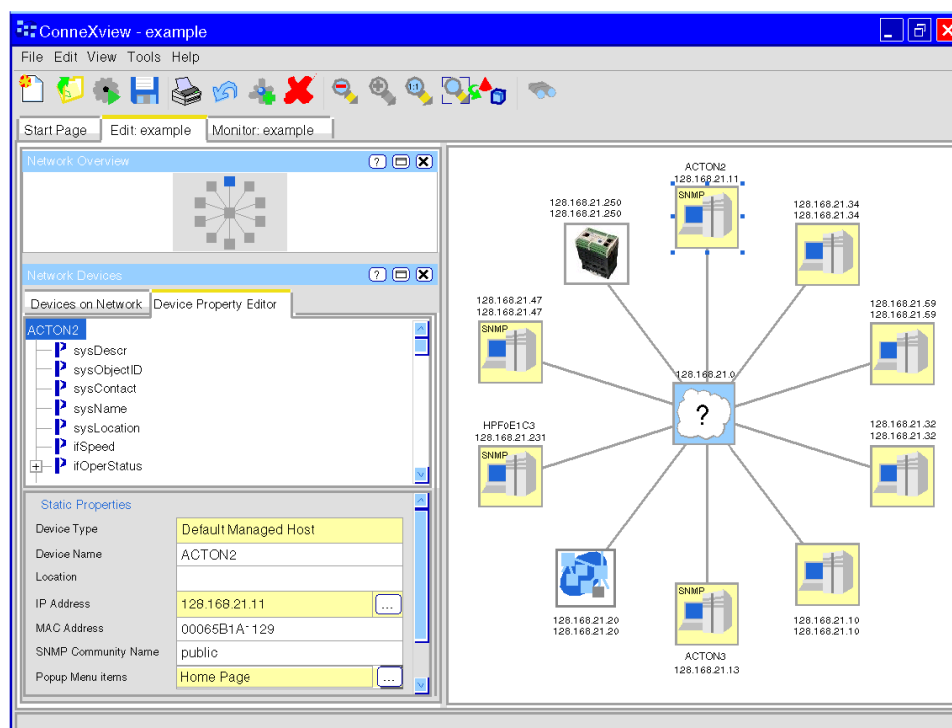 ConneXview - example
File Edit View Tools Help
1:1
Start Page Edit: example Monitor: example
Network Overview ?
Network Devices ?
Devices on Network Device Property Editor
ACTON2
sysDescr
sysObjectID
sysContact
sysName
sysLocation
ifSpeed
ifOperStatus
Static Properties
Device Type Default Managed Host
Device Name ACTON2
Location
IP Address 128.168.21.11 ...
MAC Address
SNMP Community Name public
Popup Menu items Home Page ...
ACTON2
128.168.21.11
SNMP
128.168.21.250
128.168.21.250
128.168.21.34
128.168.21.34
128.168.21.47
128.168.21.47
SNMP
128.168.21.59
128.168.21.59
128.168.21.0
?
HPF0E1C3
128.168.21.231
SNMP
128.168.21.32
128.168.21.32
128.168.21.20
128.168.21.20
SNMP
ACTON3
128.168.21.13
128.168.21.10
128.168.21.10